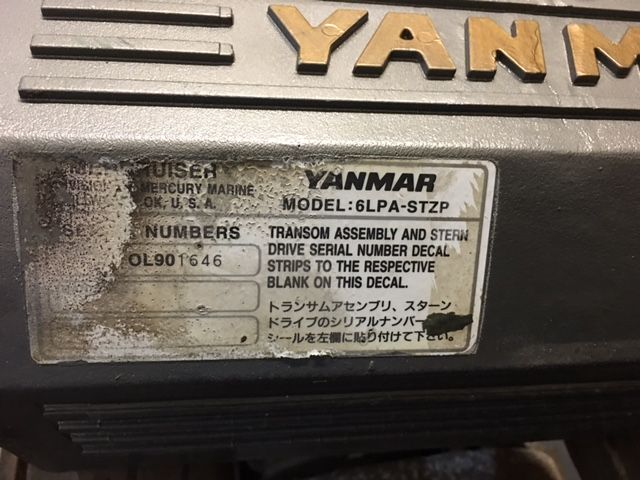 YANM
UISER
MERCURY MARINE
OK, U. S. A.
NUMBERS
OL901646
YANMAR
MODEL:6LPA-STZP
TRANSOM ASSEMBLY AND STERN
DRIVE SERIAL NUMBER DECAL
STRIPS TO THE RESPECTIVE
BLANK ON THIS DECAL.
トランサムアセンブリ、スターン
ドライブのシリアルナンバー
シールを左欄に貼り付けて下さい。